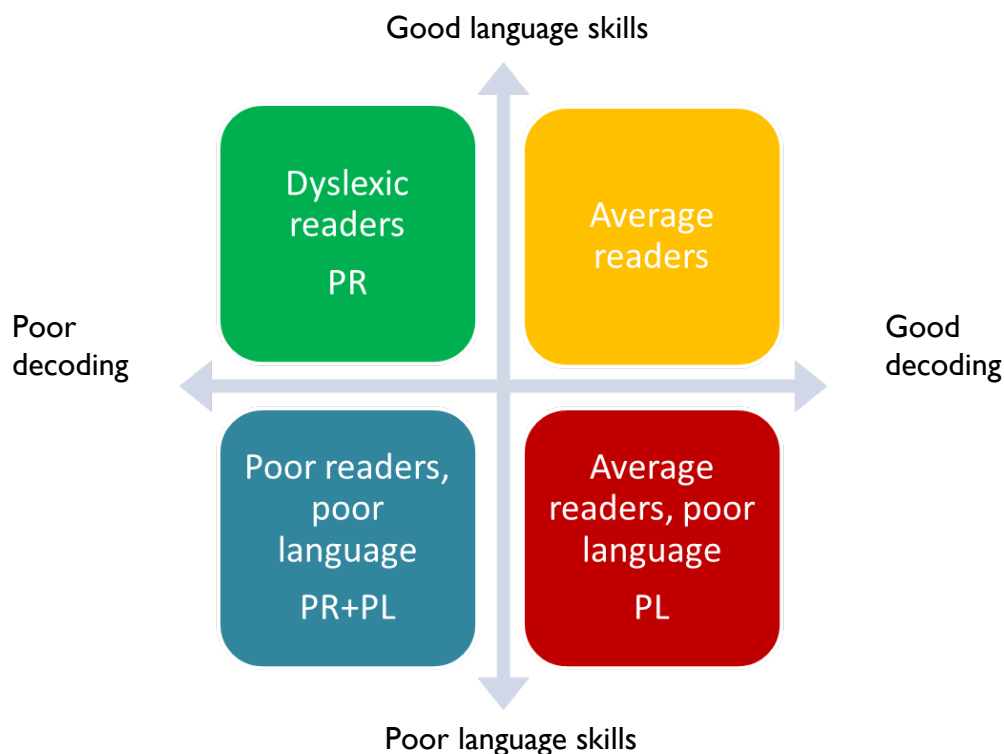 Good language skills
Dyslexic
readers
PR
Average
readers
Poor
decoding
Good
decoding
Poor readers,
poor
language
PR+PL
Average
readers, poor
language
PL
Poor language skills